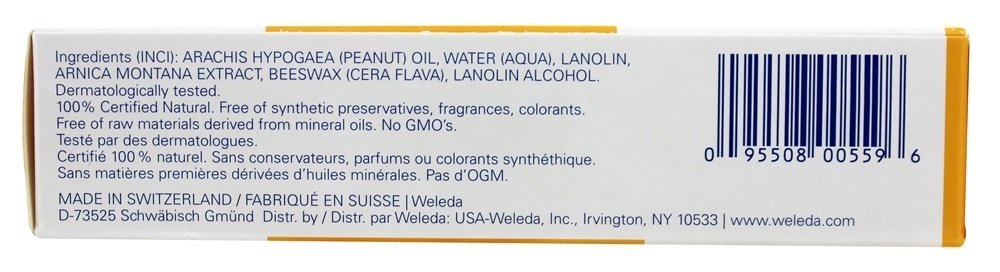 Ingredients (INCI): ARACHIS HYPOGAEA (PEANUT) OIL, WATER (AQUA), LANOLIN,
ARNICA MONTANA EXTRACT, BEESWAX (CERA FLAVA), LANOLIN ALCOHOL.
Dermatologically tested.
100% Certified Natural. Free of synthetic preservatives, fragrances, colorants.
Free of raw materials derived from mineral oils. No GMO's.
Testé par des dermatologues.
Certifié 100% naturel. Sans conservateurs, parfums ou colorants synthéthique.
Sans matières premières dérivées d'huiles minérales. Pas d'OGM.
MADE IN SWITZERLAND / FABRIQUÉ EN SUISSE | Weleda
D-73525 Schwäbisch Gmünd Distr. by / Distr. par Weleda: USA-Weleda, Inc., Irvington, NY 10533 | www.weleda.com
0 95508 00559 6